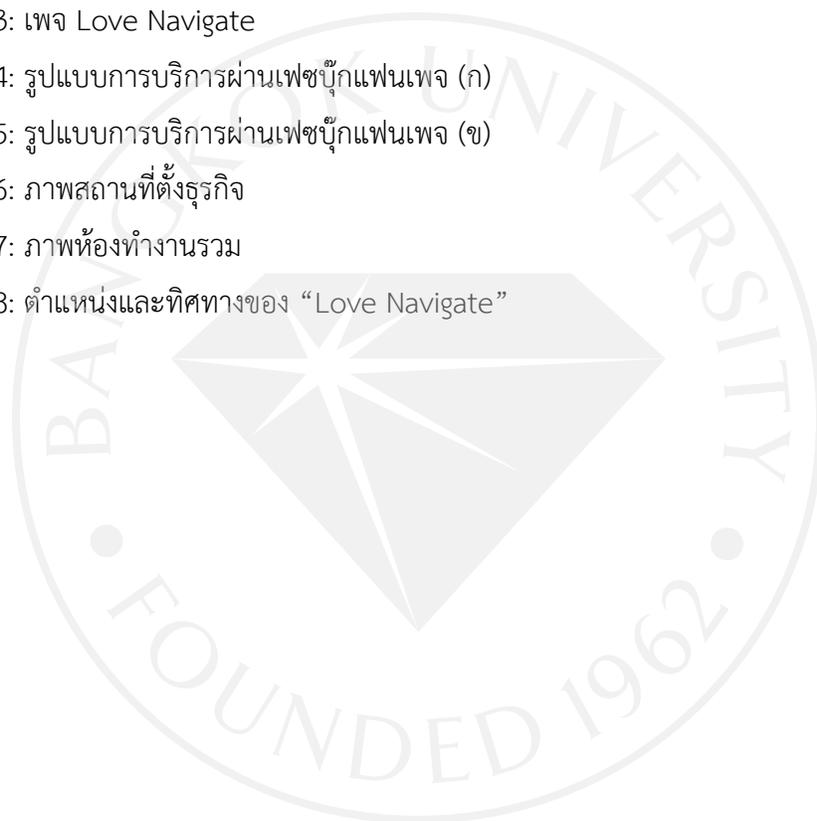 3: เพจ Love Navigate
4: รูปแบบการบริการผ่านเฟซบุ๊กแฟนเพจ (ก)
5: รูปแบบการบริการผ่านเฟซบุ๊กแฟนเพจ (ข)
6: ภาพสถานที่ตั้งธุรกิจ
7: ภาพห้องทำงานรวม
8: ตำแหน่งและทิศทางของ “Love Navigate”
BANGKOK UNIVERSITY
FOUNDED 1962